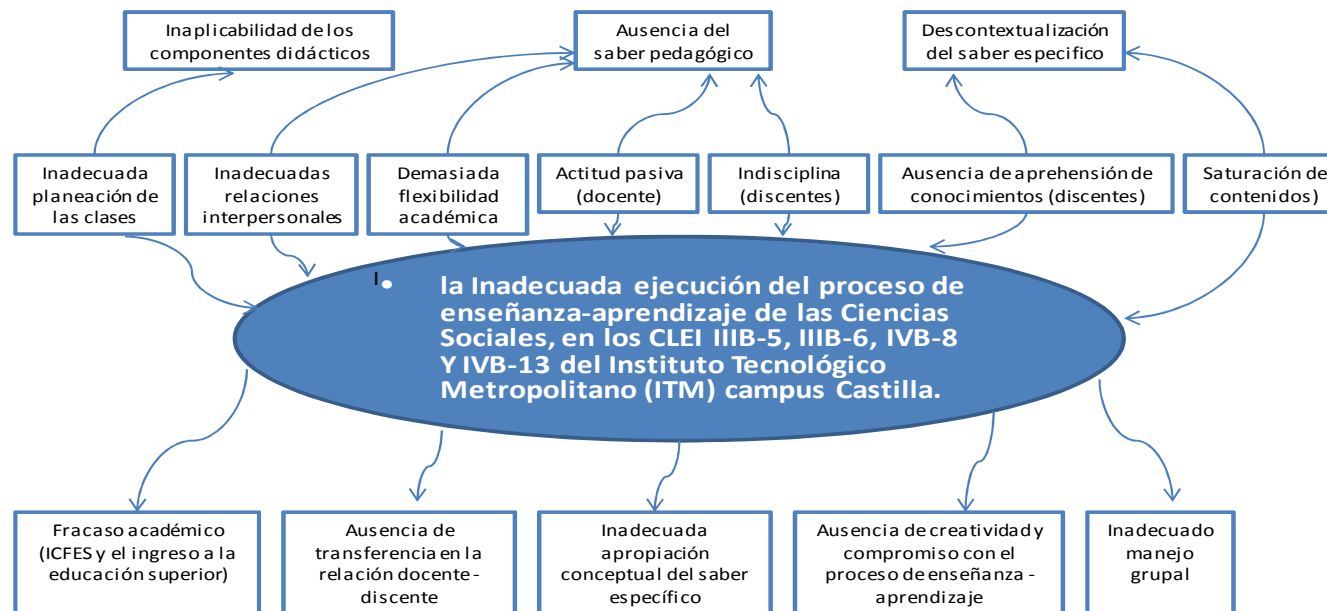 Inaplicabilidad de los
componentes didácticos
Ausencia del
saber pedagógico
Descontextualización
del saber especifico
Inadecuada
planeación de
las clases
Inadecuadas
relaciones
interpersonales
Demasiada
flexibilidad
académica
Actitud pasiva
(docente)
Indisciplina
(discentes)
Ausencia de aprehensión de
conocimientos (discentes)
Saturación de
contenidos)
I.
la Inadecuada ejecución del proceso de
enseñanza-aprendizaje de las Ciencias
Sociales, en los CLEI IIIB-5, IIIB-6, IVB-8
Y IVB-13 del Instituto Tecnológico
Metropolitano (ITM) campus Castilla.
Fracaso académico
(ICFES y el ingreso a la
educación superior)
Ausencia de
transferencia en la
relación docente -
discente
Inadecuada
apropiación
conceptual del saber
específico
Ausencia de creatividad y
compromiso con el
proceso de enseñanza -
aprendizaje
Inadecuado
manejo
grupal